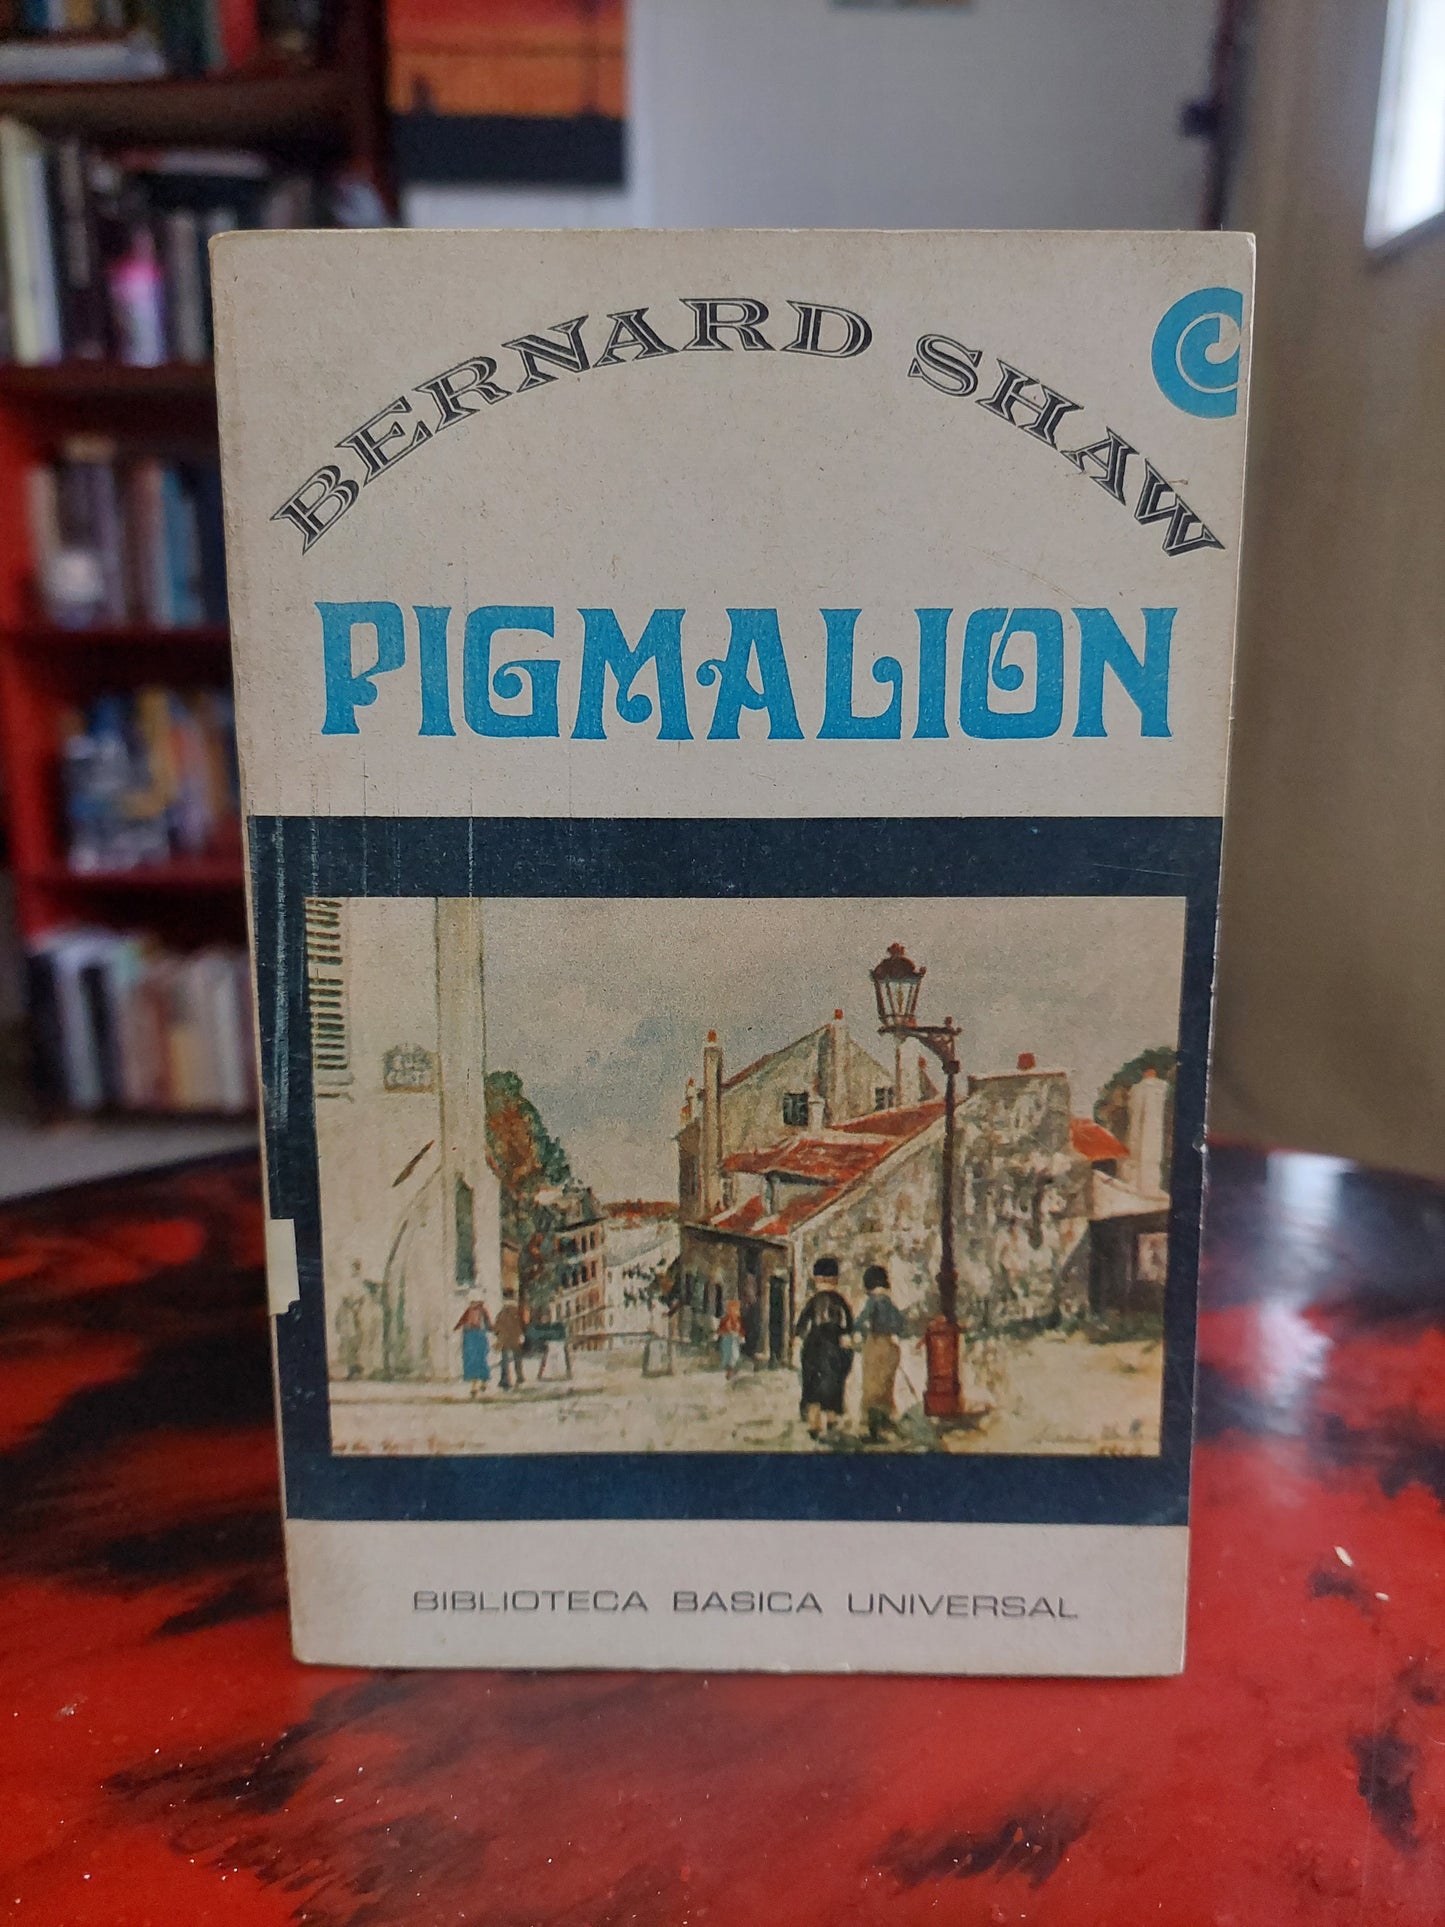 BERNARD SHAW
PIGMALION
BIBLIOTECA BASICA UNIVERSAL